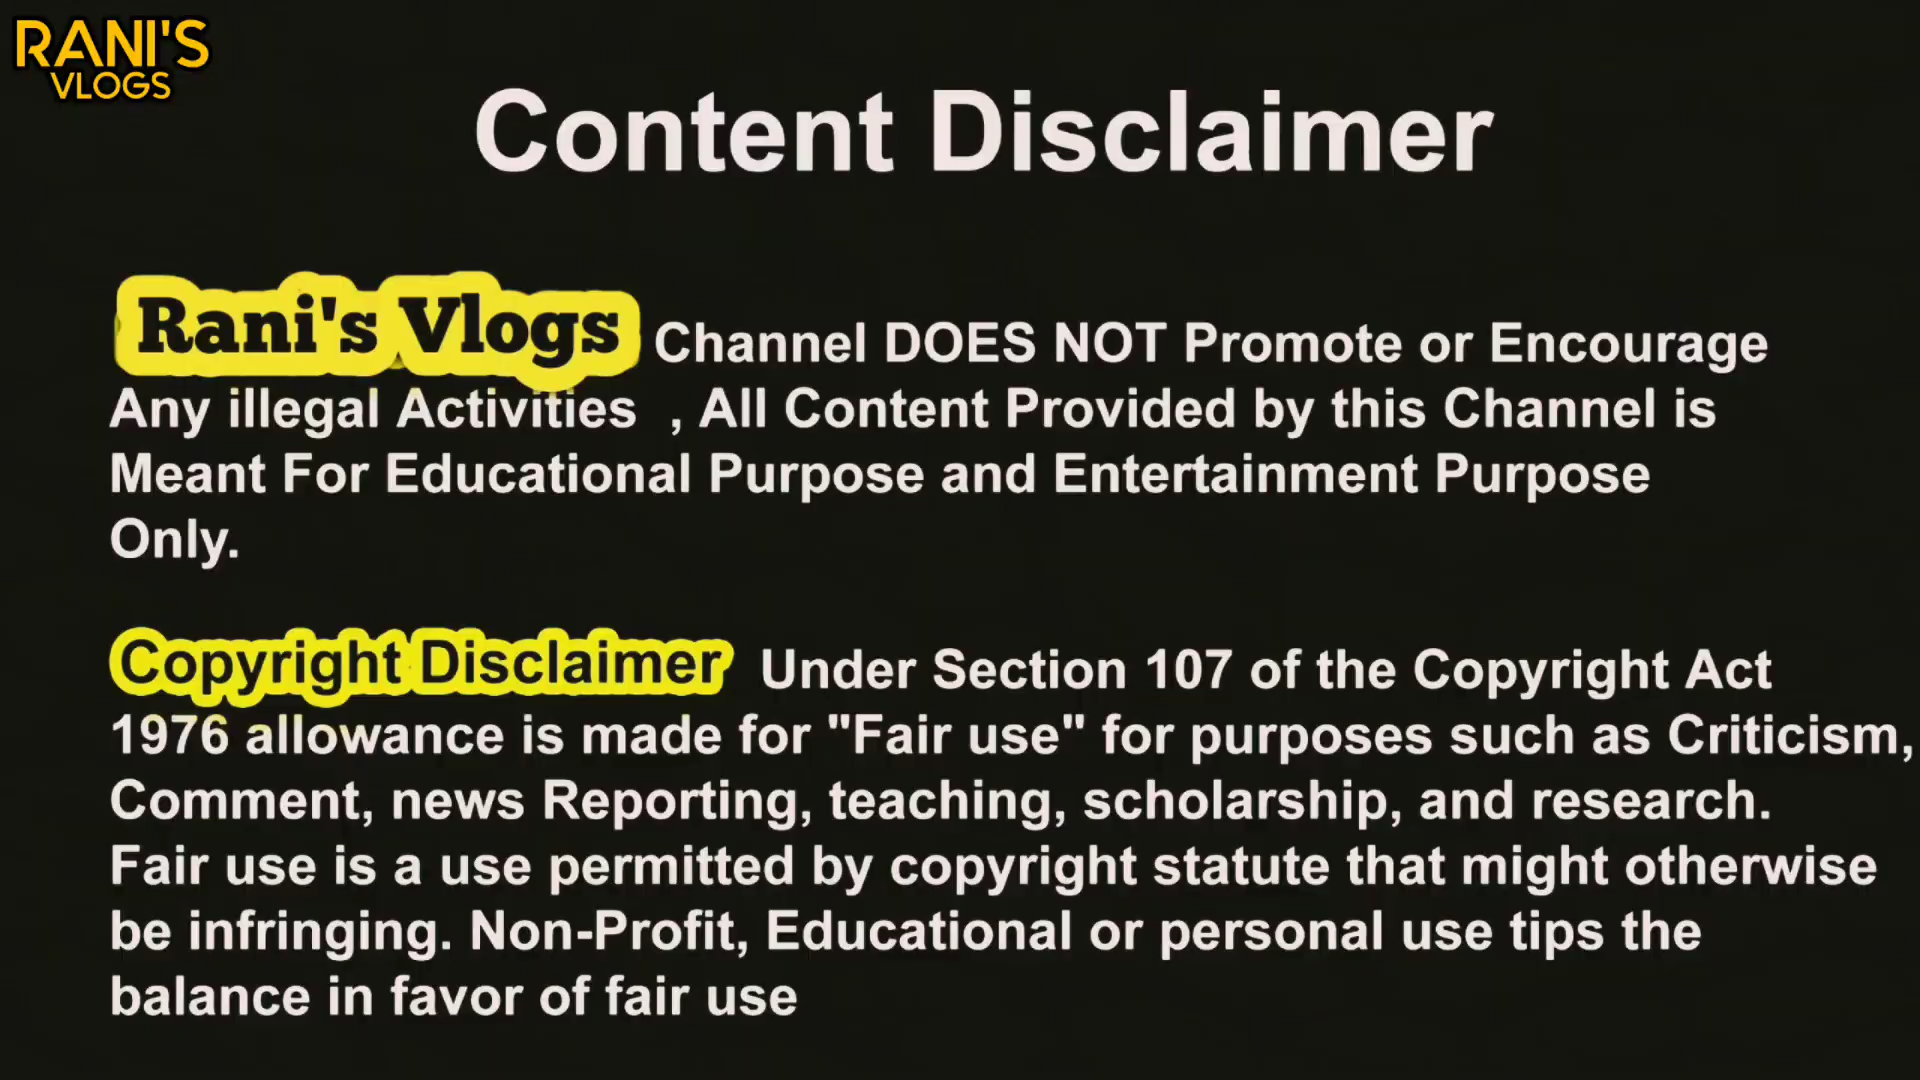 RANI'S
VLOGS
Content Disclaimer
Rani's Vlogs Channel DOES NOT Promote or Encourage
Any illegal Activities , All Content Provided by this Channel is
Meant For Educational Purpose and Entertainment Purpose
Only.
Copyright Disclaimer Under Section 107 of the Copyright Act
1976 allowance is made for "Fair use" for purposes such as Criticism,
Comment, news Reporting, teaching, scholarship, and research.
Fair use is a use permitted by copyright statute that might otherwise
be infringing. Non-Profit, Educational or personal use tips the
balance in favor of fair use